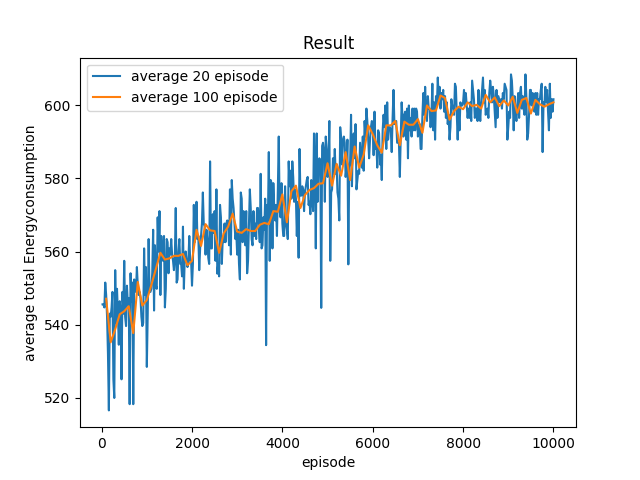 Result
average 20 episode
average 100 episode
average total Energyconsumption
600
580
560
540
520
0 2000 4000 6000 8000 10000
episode